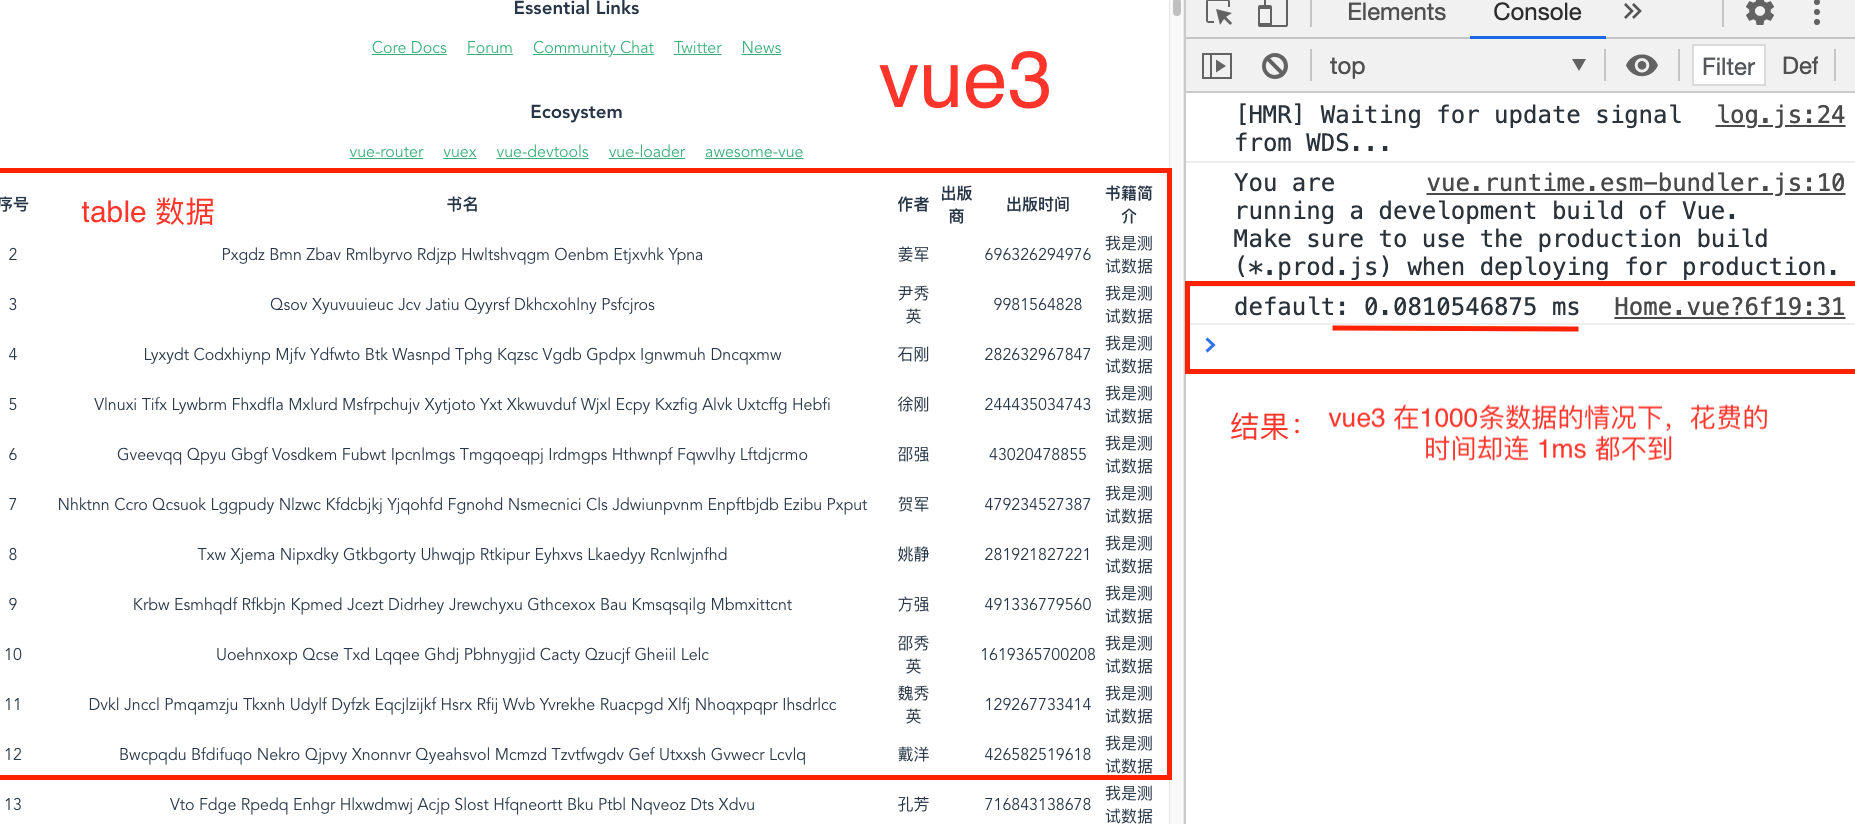 Essential Links
Core Docs Forum Community Chat Twitter News
vue3
Ecosystem
vue-router vuex vue-devtools vue-loader awesome-vue
table 数据
序号 书名 作者 出版商 出版时间 书籍简介
2 Pxgdz Bmn Zbav Rmlbyrvo Rdjzp Hwltshvqgm Oenbm Etjxvhk Ypna 姜军 696326294976 我是测试数据
3 Qsov Xyuvuuieuc Jcv Jatiu Qyyrsf Dkhcxohlny Psfcjros 尹秀英 9981564828 我是测试数据
4 Lyxydt Codxhiynp Mjfv Ydfwto Btk Wasnpd Tphg Kqzsc Vgdb Gpdpx Ignwmuh Dncqxmw 石刚 282632967847 我是测试数据
5 Vlnuxi Tifx Lywbrm Fhxdfla Mxlurd Msfrpchujv Xytjoto Yxt Xkwuvduf Wjxl Ecpy Kxzfig Alvk Uxtcffg Hebfi 徐刚 244435034743 我是测试数据
6 Gveevqq Qpyu Gbgf Vosdkem Fubwt Ipcnlmgs Tmgqoeqpj Irdmgps Hthwnpf Fqwvlhy Lftdjcrmo 邵强 43020478855 我是测试数据
7 Nhktnn Ccro Qcsuok Lggpudy Nlzwc Kfdcbjkj Yjqohfd Fgnohd Nsmecnici Cls Jdwiunpvnm Enpftbjdb Ezibu Pxput 贺军 479234527387 我是测试数据
8 Txw Xjema Nipxdky Gtkbgorty Uhwqjp Rtkipur Eyhxvs Lkaedyy Rcnlwjnfhd 姚静 281921827221 我是测试数据
9 Krbw Esmhqdf Rfkbjn Kpmed Jcezt Didrhey Jrewchyxu Gthcexox Bau Kmsqsqilg Mbmxittcnt 方强 491336779560 我是测试数据
10 Uoehnxoxp Qcse Txd Lqqee Ghdj Pbhnygjid Cacty Qzucjf Gheiil Lelc 邵秀英 1619365700208 我是测试数据
11 Dvkl Jnccl Pmqamzju Tkxnh Udylf Dyfzk Eqcjlzijkf Hsrx Rfij Wvb Yvrekhe Ruacpgd Xlfj Nhoqxpqpr Ihsdrlcc 魏秀英 129267733414 我是测试数据
12 Bwcpqdu Bfdifuqo Nekro Qjpvy Xnonnvr Qyeahsvol Mcmzd Tzvtfwgdv Gef Utxxsh Gvwecr Lcvlq 戴洋 426582519618 我是测试数据
13 Vto Fdge Rpedq Enhgr Hlxwdmwj Acjp Slost Hfqneortt Bku Ptbl Nqveoz Dts Xdvu 孔芳 716843138678 我是测试数据
Elements Console
top Filter Def
[HMR] Waiting for update signal log.js:24
from WDS...
You are vue.runtime.esm-bundler.js:10
running a development build of Vue.
Make sure to use the production build
(*.prod.js) when deploying for production.
default: 0.0810546875 ms Home.vue?6f19:31
结果： vue3 在1000条数据的情况下，花费的
时间却连 1ms 都不到